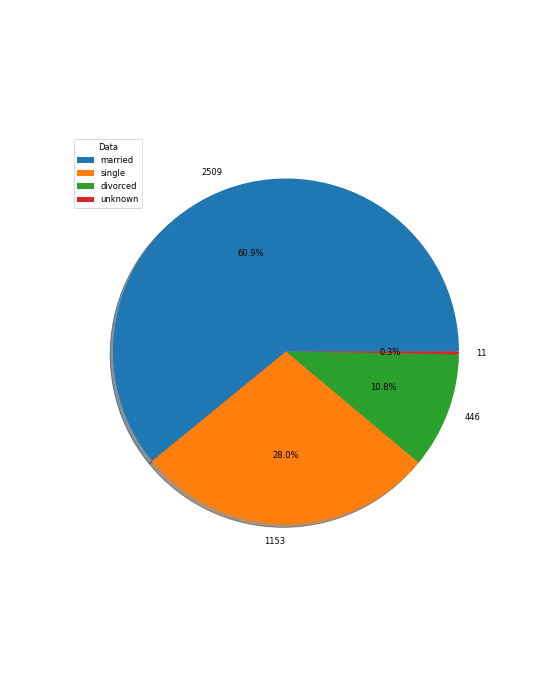 Data
married
single
divorced
unknown
2509
60.9%
0.3%
11
10.8%
446
28.0%
1153